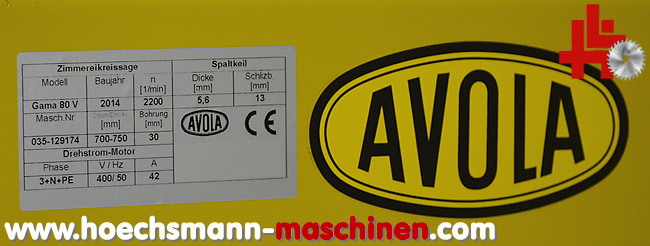 Zimmereikreissäge Spaltkeil
Modell Baujahr n [1/min] Dicke [mm] Schlizb [mm]
Gama 80 V 2014 2200 5,6 13
Masch.Nr [mm] Bohrung [mm]
035-129174 700-750 30
AVOLA CE
Drehstrom-Motor
Phase V / Hz A
3+N+PE 400/ 50 42
AVOLA
www.hoechsmann-maschinen.com